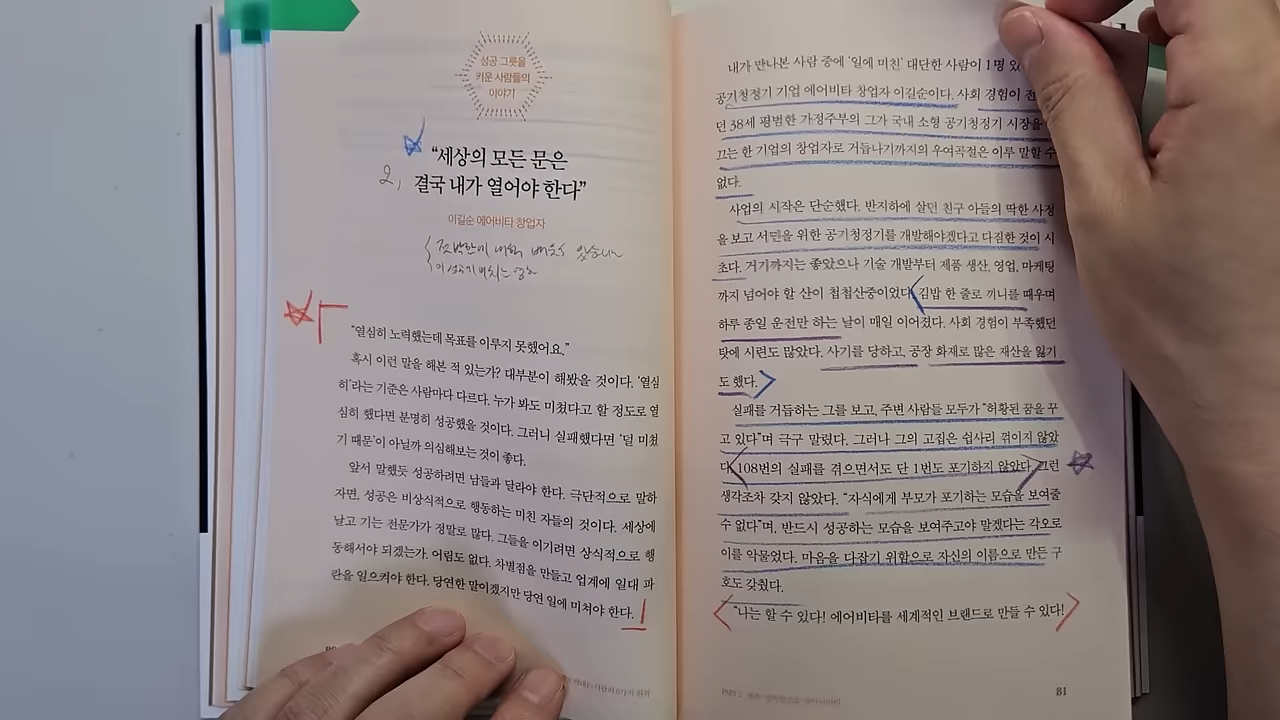 성공 그릇을
키운 사람들의
이야기
“세상의 모든 문은
2. 결국 내가 열어야 한다”
이길순 에어비타 창업자
“열심히 노력했는데 목표를 이루지 못했어요.”
혹시 이런 말을 해본 적 있는가? 대부분이 해봤을 것이다. ‘열심
히’라는 기준은 사람마다 다르다. 누가 봐도 미쳤다고 할 정도로 열
심히 했다면 분명히 성공했을 것이다. 그러니 실패했다면 ‘덜 미쳤
기 때문’이 아닐까 의심해보는 것이 좋다.
앞서 말했듯 성공하려면 남들과 달라야 한다. 극단적으로 말하
자면, 성공은 비상식적으로 행동하는 미친 자들의 것이다. 세상에
날고 기는 전문가가 정말로 많다. 그들을 이기려면 상식적으로 행
동해서야 되겠는가. 어림도 없다. 차별점을 만들고 업계에 일대 파
란을 일으켜야 한다. 당연한 말이겠지만 당연 일에 미쳐야 한다.
내가 만나본 사람 중에 ‘일에 미친’ 대단한 사람이 1명
공기청정기 기업 에어비타 창업자 이길순이다. 사회 경험이
던 38세 평범한 가정주부의 그가 국내 소형 공기청정기 시장을
끄는 한 기업의 창업자로 거듭나기까지의 우여곡절은 이루 말할 수
없다.
사업의 시작은 단순했다. 반지하에 살던 친구 아들의 딱한 사정
을 보고 서민을 위한 공기청정기를 개발해야겠다고 다짐한 것이 시
초다. 거기까지는 좋았으나 기술 개발부터 제품 생산, 영업, 마케팅
까지 넘어야 할 산이 첩첩산중이었다. 김밥 한 줄로 끼니를 때우며
하루 종일 운전만 하는 날이 매일 이어졌다. 사회 경험이 부족했던
탓에 시련도 많았다. 사기를 당하고, 공장 화재로 많은 재산을 잃기
도 했다.
실패를 거듭하는 그를 보고, 주변 사람들 모두가 “허황된 꿈을 꾸
고 있다”며 극구 말렸다. 그러나 그의 고집은 쉽사리 꺾이지 않았
다. 108번의 실패를 겪으면서도 단 1번도 포기하지 않았다. 그런
생각조차 갖지 않았다. “자식에게 부모가 포기하는 모습을 보여줄
수 없다”며, 반드시 성공하는 모습을 보여주고야 말겠다는 각오로
이를 악물었다. 마음을 다잡기 위함으로 자신의 이름으로 만든 구
호도 갖췄다.
“나는 할 수 있다! 에어비타를 세계적인 브랜드로 만들 수 있다!
81